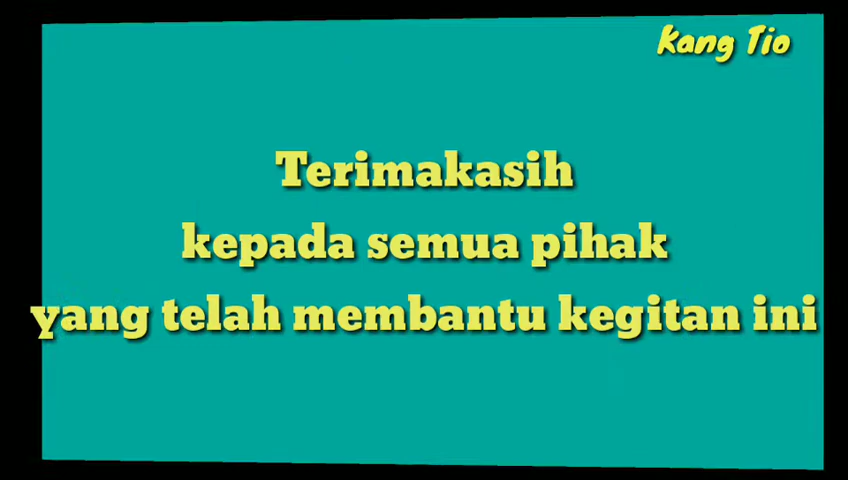 Kang Tio
Terimakasih
kepada semua pihak
yang telah membantu kegitan ini